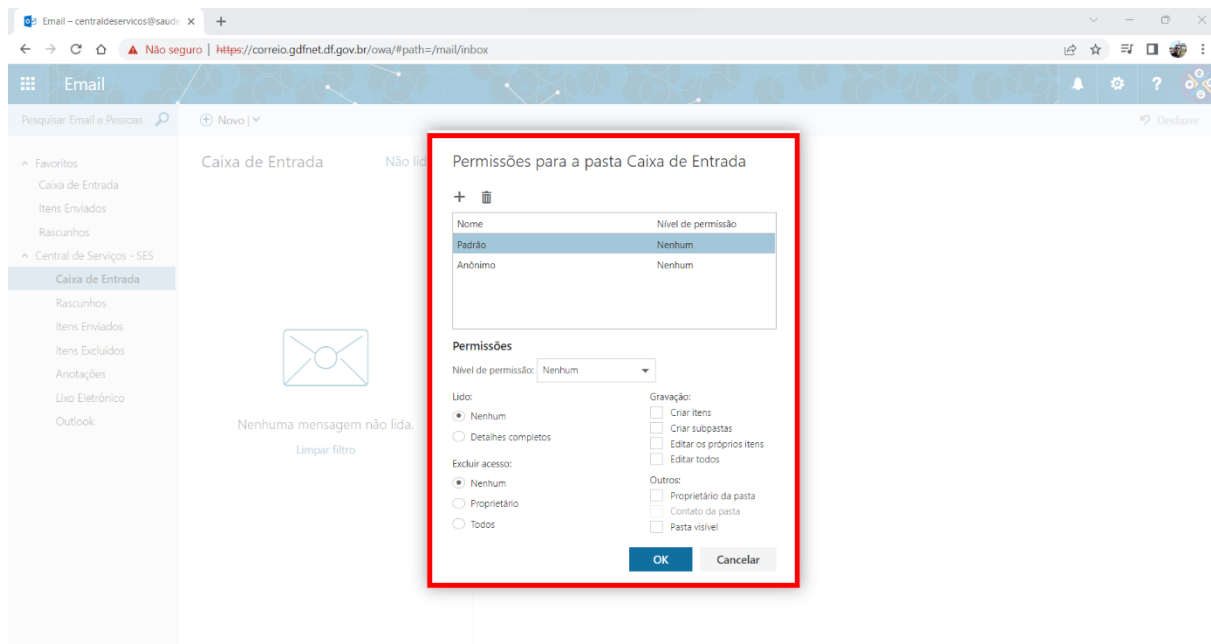 Email – centraldeservicos@saude
Não seguro | https://correio.gdfnet.df.gov.br/owa/#path=/mail/inbox
Email
Pesquisar Email e Pessoas
Novo
Desfazer
Favoritos
Caixa de Entrada
Itens Enviados
Rascunhos
Central de Serviços - SES
Caixa de Entrada
Rascunhos
Itens Enviados
Itens Excluídos
Anotações
Lixo Eletrônico
Outlook
Caixa de Entrada Não lid
Nenhuma mensagem não lida.
Limpar filtro
Permissões para a pasta Caixa de Entrada
Nome Nível de permissão
Padrão Nenhum
Anônimo Nenhum
Permissões
Nível de permissão: Nenhum
Lido:
Nenhum
Detalhes completos
Excluir acesso:
Nenhum
Proprietário
Todos
Gravação:
Criar itens
Criar subpastas
Editar os próprios itens
Editar todos
Outros:
Proprietário da pasta
Contato da pasta
Pasta visível
OK Cancelar